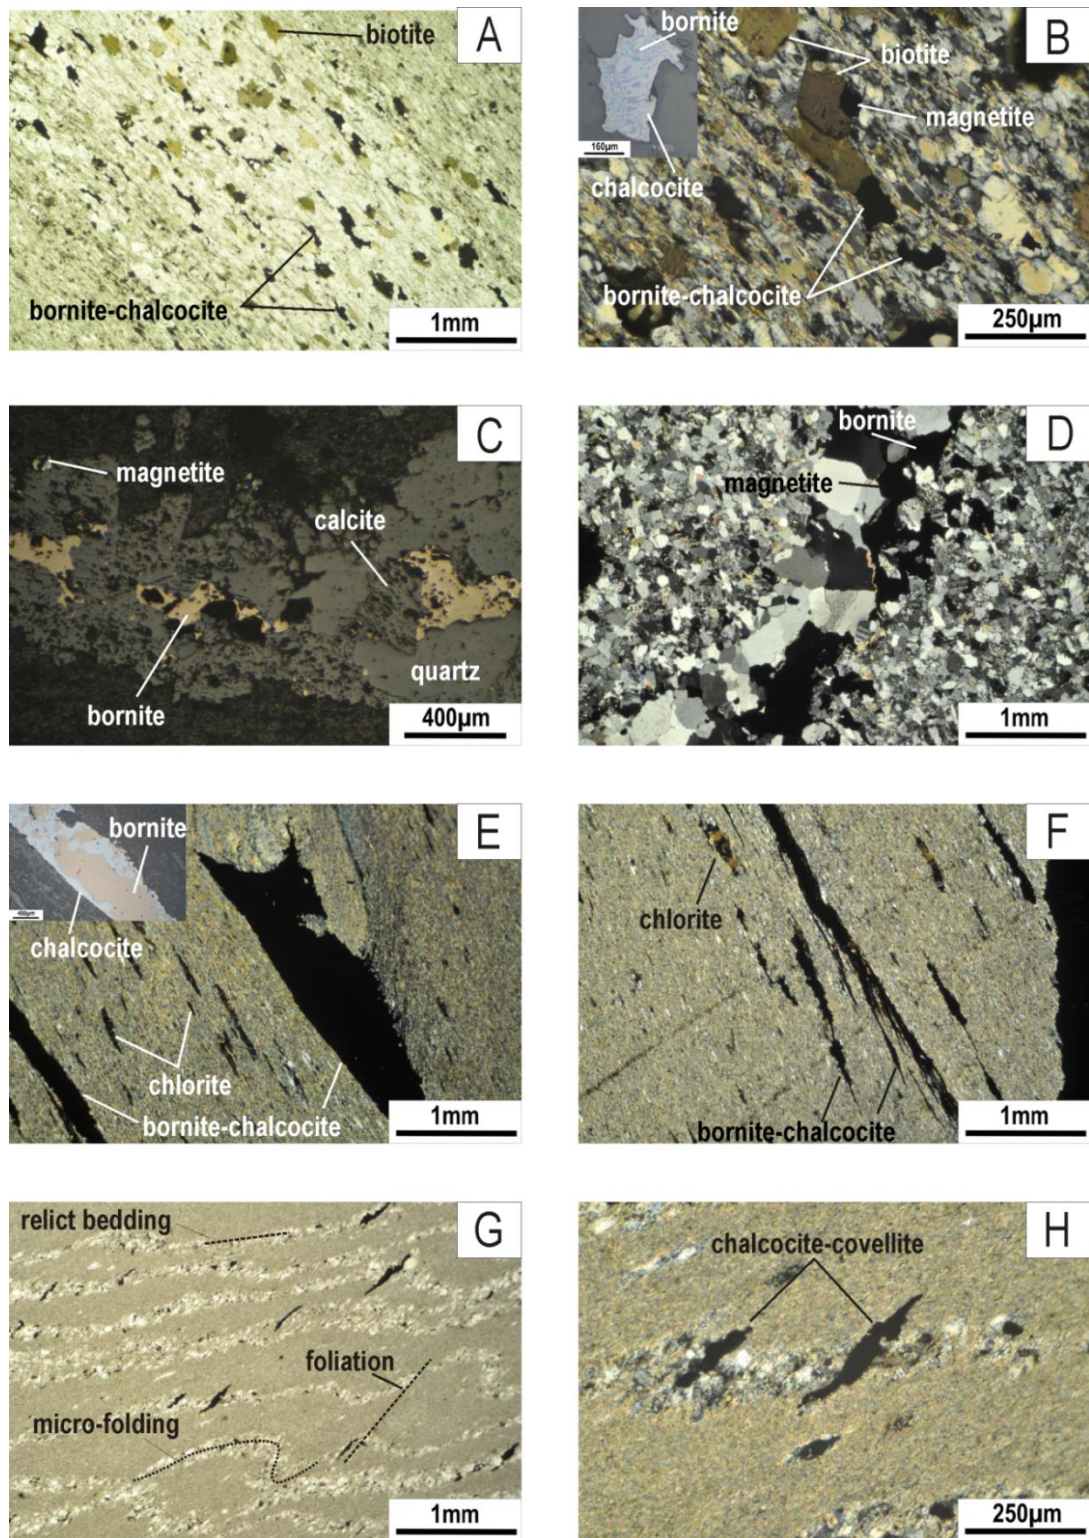 A
biotite
bornite-chalcocite
1mm
B
bornite
biotite
magnetite
160µm
chalcocite
bornite-chalcocite
250µm
C
magnetite
calcite
quartz
bornite
400µm
D
bornite
magnetite
1mm
E
bornite
400µm
chalcocite
chlorite
bornite-chalcocite
1mm
F
chlorite
bornite-chalcocite
1mm
G
relict bedding
foliation
micro-folding
1mm
H
chalcocite-covellite
250µm